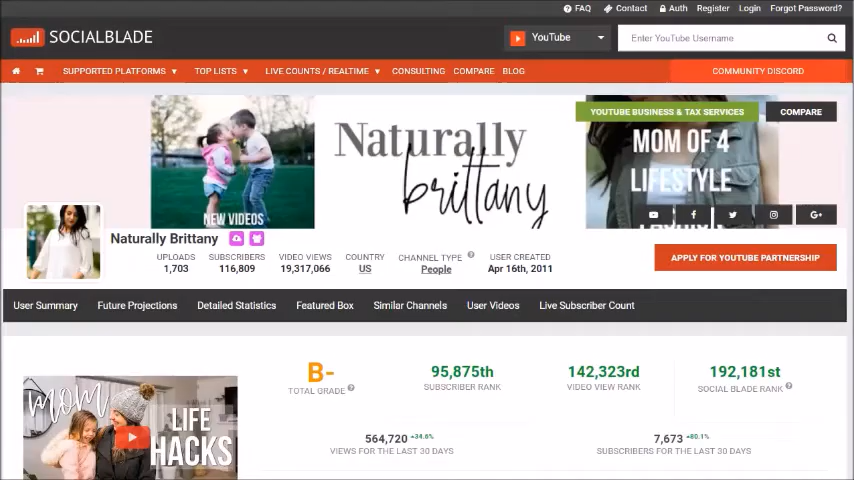 FAQ Contact Auth Register Login Forgot Password?
SOCIALBLADE YouTube Enter YouTube Username
SUPPORTED PLATFORMS TOP LISTS LIVE COUNTS / REALTIME CONSULTING COMPARE BLOG COMMUNITY DISCORD
YOUTUBE BUSINESS & TAX SERVICES COMPARE
Naturally
brittany
MOM OF 4
LIFESTYLE
NEW VIDEOS
Naturally Brittany
UPLOADS SUBSCRIBERS VIDEO VIEWS COUNTRY CHANNEL TYPE USER CREATED
1,703 116,809 19,317,066 US People Apr 16th, 2011
APPLY FOR YOUTUBE PARTNERSHIP
User Summary Future Projections Detailed Statistics Featured Box Similar Channels User Videos Live Subscriber Count
B- 95,875th 142,323rd 192,181st
TOTAL GRADE SUBSCRIBER RANK VIDEO VIEW RANK SOCIAL BLADE RANK
mom
LIFE
HACKS
564,720 +34.6% 7,673 +80.1%
VIEWS FOR THE LAST 30 DAYS SUBSCRIBERS FOR THE LAST 30 DAYS